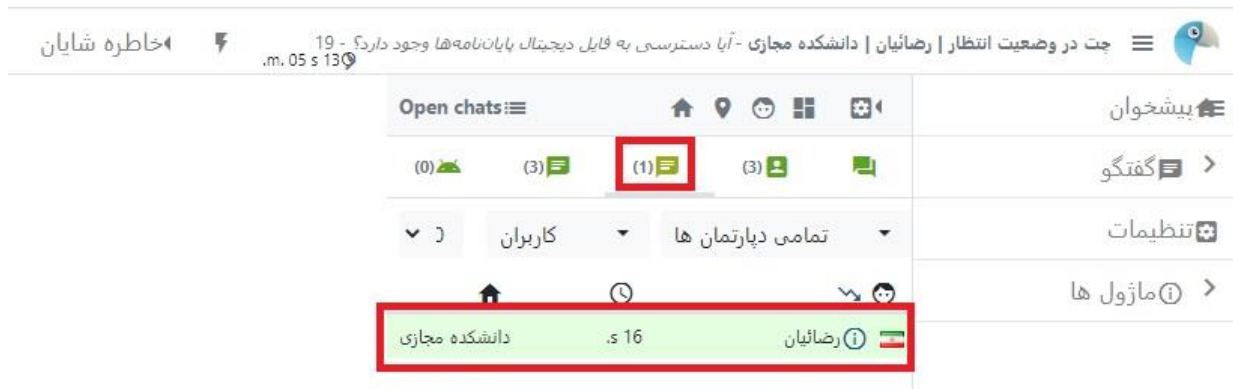 چت در وضعیت انتظار | رضائیان | دانشکده مجازی - آیا دسترسی به فایل دیجیتال پایان‌نامه‌ها وجود دارد؟ - 19
خاطره شایان
.m. 05 s 13
پیشخوان
Open chats
گفتگو
(3)
(1)
(3)
(0)
تنظیمات
تمامی دپارتمان ها
کاربران
ماژول ها
رضائیان
16 s.
دانشکده مجازی